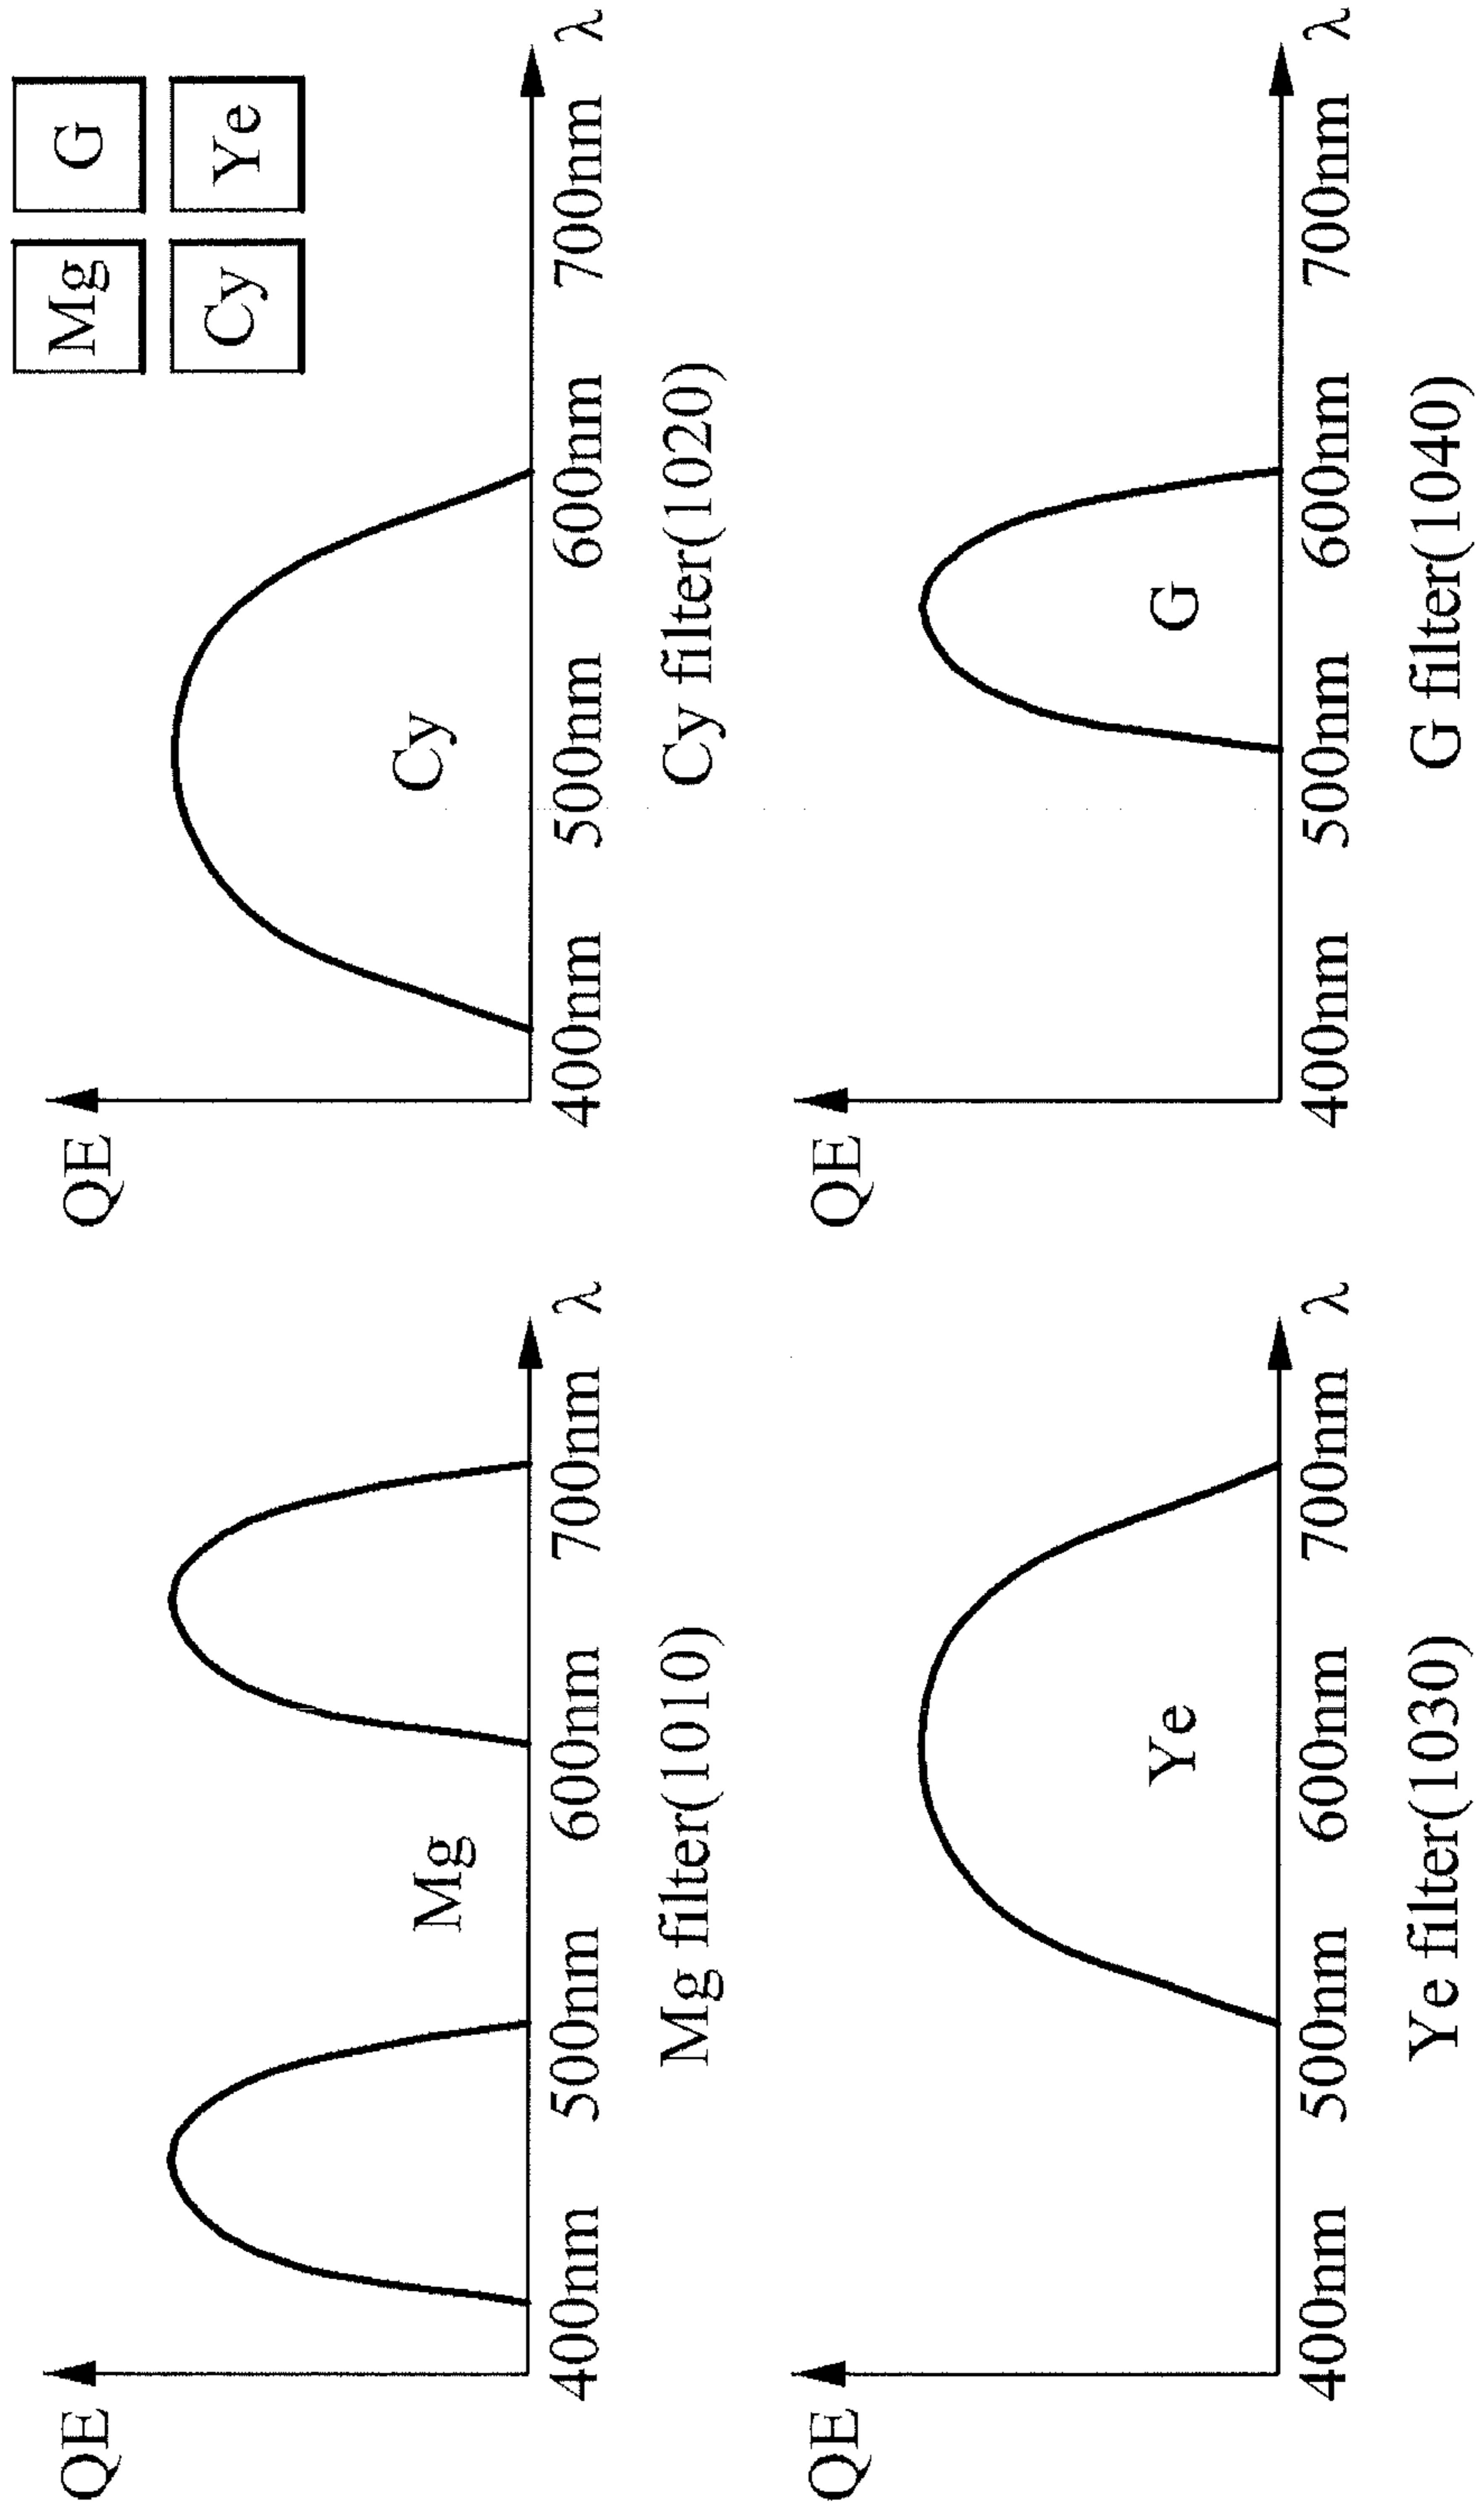 Mg G
Cy Ye
QE
Mg
400nm 500nm 600nm 700nm λ
Mg filter(1010)
QE
Cy
400nm 500nm 600nm 700nm λ
Cy filter(1020)
QE
Ye
400nm 500nm 600nm 700nm λ
Ye filter(1030)
QE
G
400nm 500nm 600nm 700nm λ
G filter(1040)